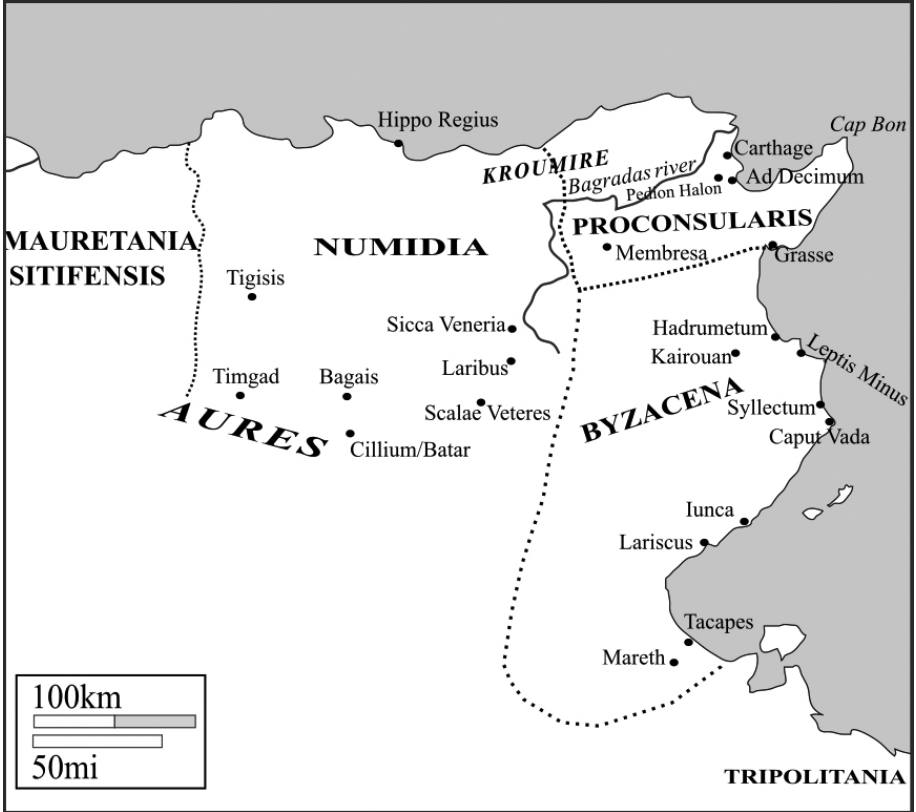 Hippo Regius
Cap Bon
Carthage
KROUMIRE
Bagradas river
Ad Decimum
Pedion Halon
PROCONSULARIS
MAURETANIA
SITIFENSIS
NUMIDIA
Membresa
Grasse
Tigisis
Sicca Veneria
Hadrumetum
Leptis Minus
Kairouan
Laribus
Timgad
Bagais
BYZACENA
Scalae Veteres
Syllectum
AURES
Cillium/Batar
Caput Vada
Iunca
Lariscus
Tacapes
Mareth
100km
50mi
TRIPOLITANIA